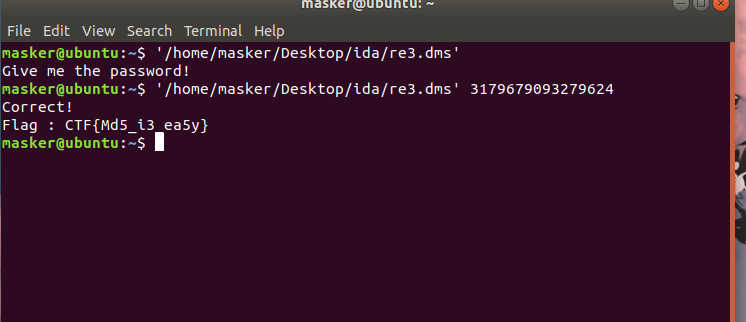 masker@ubuntu: ~
File Edit View Search Terminal Help
masker@ubuntu:~$ '/home/masker/Desktop/ida/re3.dms'
Give me the password!
masker@ubuntu:~$ '/home/masker/Desktop/ida/re3.dms' 3179679093279624
Correct!
Flag : CTF{Md5_i3_ea5y}
masker@ubuntu:~$